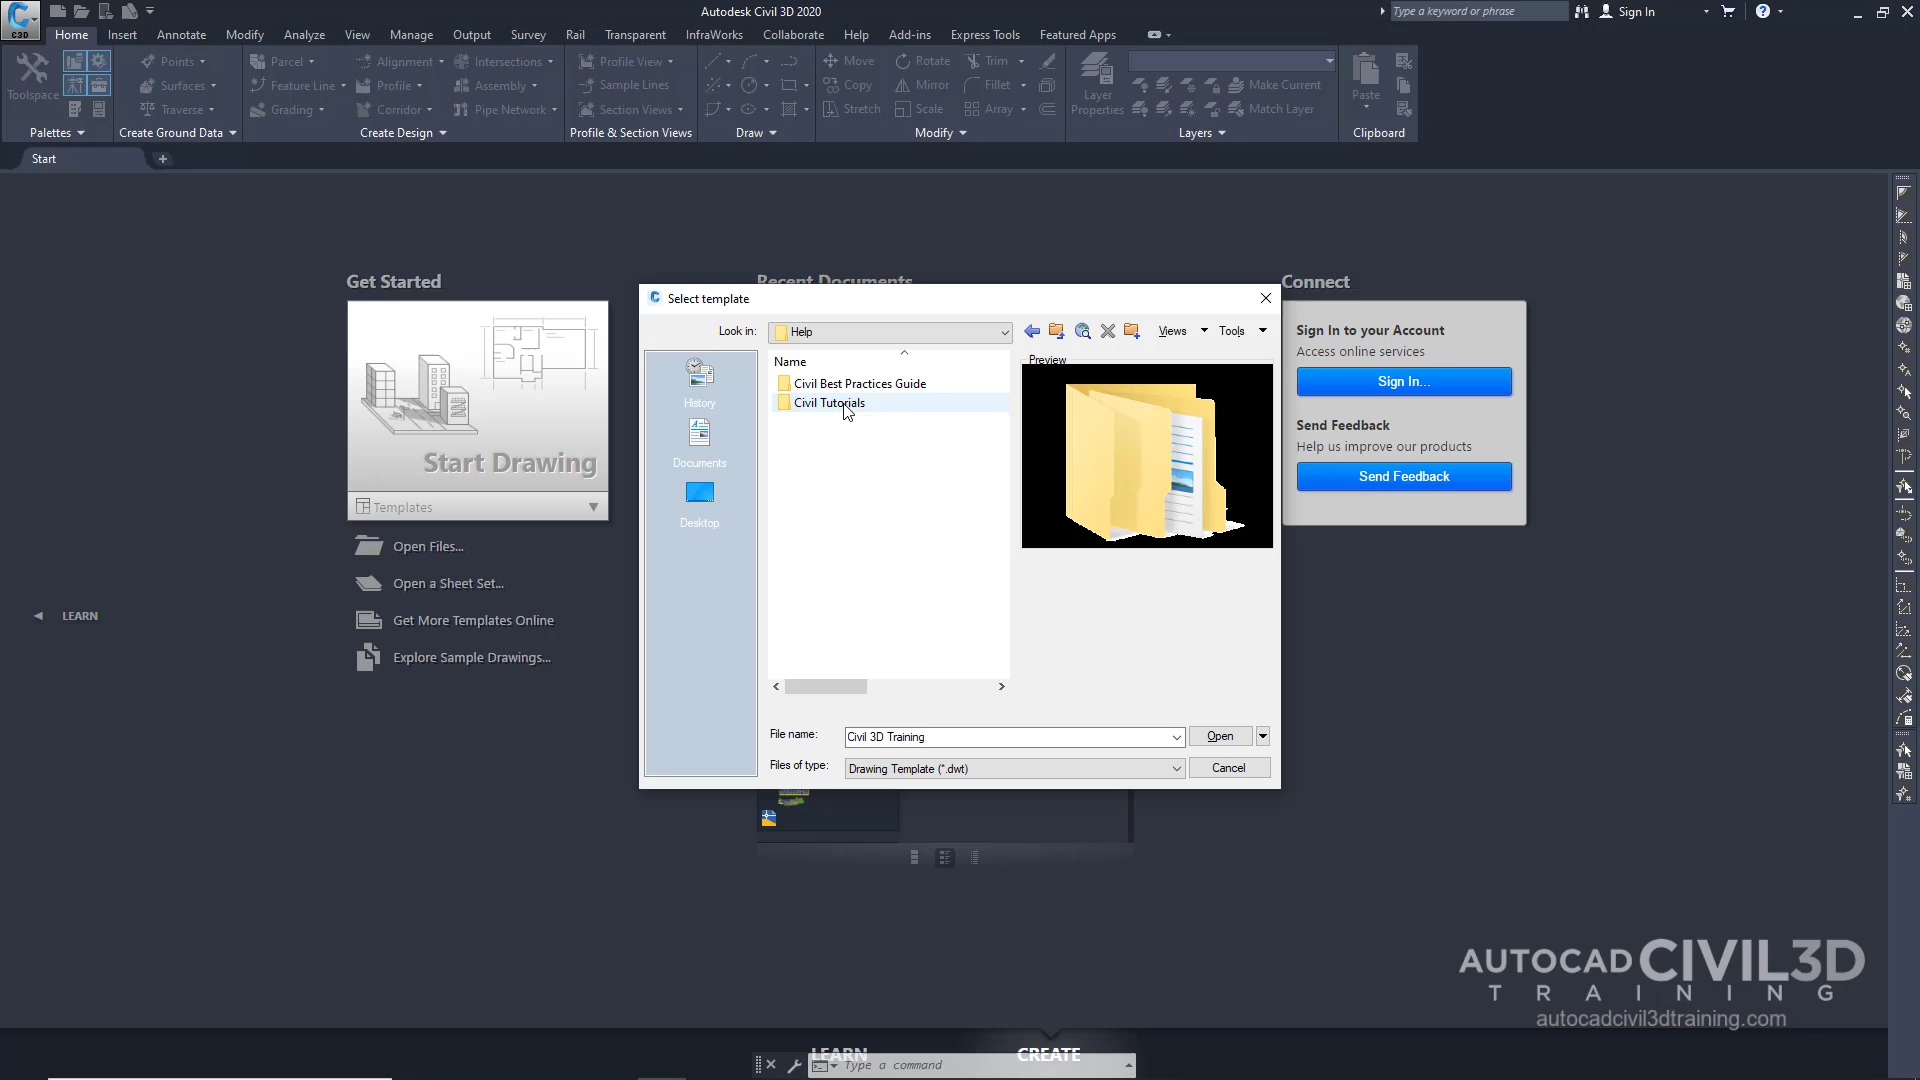 Autodesk Civil 3D 2020
Type a keyword or phrase
Sign In
C3D
Home
Insert
Annotate
Modify
Analyze
View
Manage
Output
Survey
Rail
Transparent
InfraWorks
Collaborate
Help
Add-ins
Express Tools
Featured Apps
Toolspace
Points
Surfaces
Traverse
Parcel
Feature Line
Grading
Alignment
Profile
Corridor
Intersections
Assembly
Pipe Network
Profile View
Sample Lines
Section Views
Move
Copy
Stretch
Rotate
Mirror
Scale
Trim
Fillet
Array
Layer
Properties
Make Current
Match Layer
Paste
Palettes
Create Ground Data
Create Design
Profile & Section Views
Draw
Modify
Layers
Clipboard
Start
Get Started
Recent Documents
Connect
Start Drawing
Templates
Open Files...
Open a Sheet Set...
Get More Templates Online
Explore Sample Drawings...
LEARN
Select template
Look in:
Help
Views
Tools
History
Documents
Desktop
Name
Civil Best Practices Guide
Civil Tutorials
Preview
File name:
Civil 3D Training
Open
Files of type:
Drawing Template (*.dwt)
Cancel
Sign In to your Account
Access online services
Sign In...
Send Feedback
Help us improve our products
Send Feedback
AUTOCAD CIVIL3D
TRAINING
autocadcivil3dtraining.com
LEARN
CREATE
Type a command